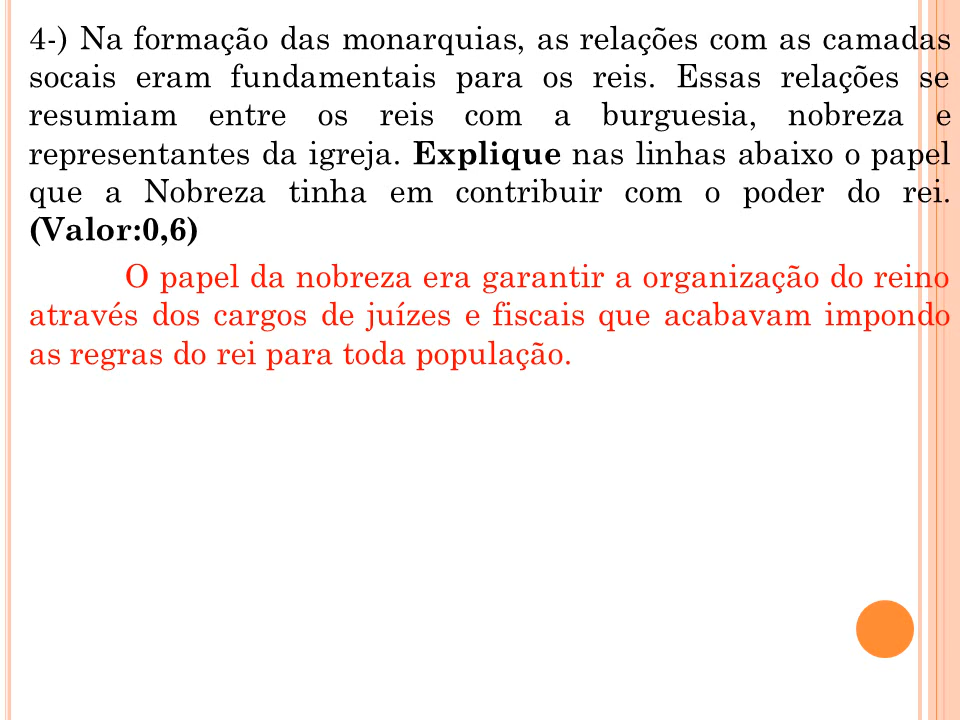 4-) Na formação das monarquias, as relações com as camadas
socais eram fundamentais para os reis. Essas relações se
resumiam entre os reis com a burguesia, nobreza e
representantes da igreja. Explique nas linhas abaixo o papel
que a Nobreza tinha em contribuir com o poder do rei.
(Valor:0,6)
O papel da nobreza era garantir a organização do reino
através dos cargos de juízes e fiscais que acabavam impondo
as regras do rei para toda população.